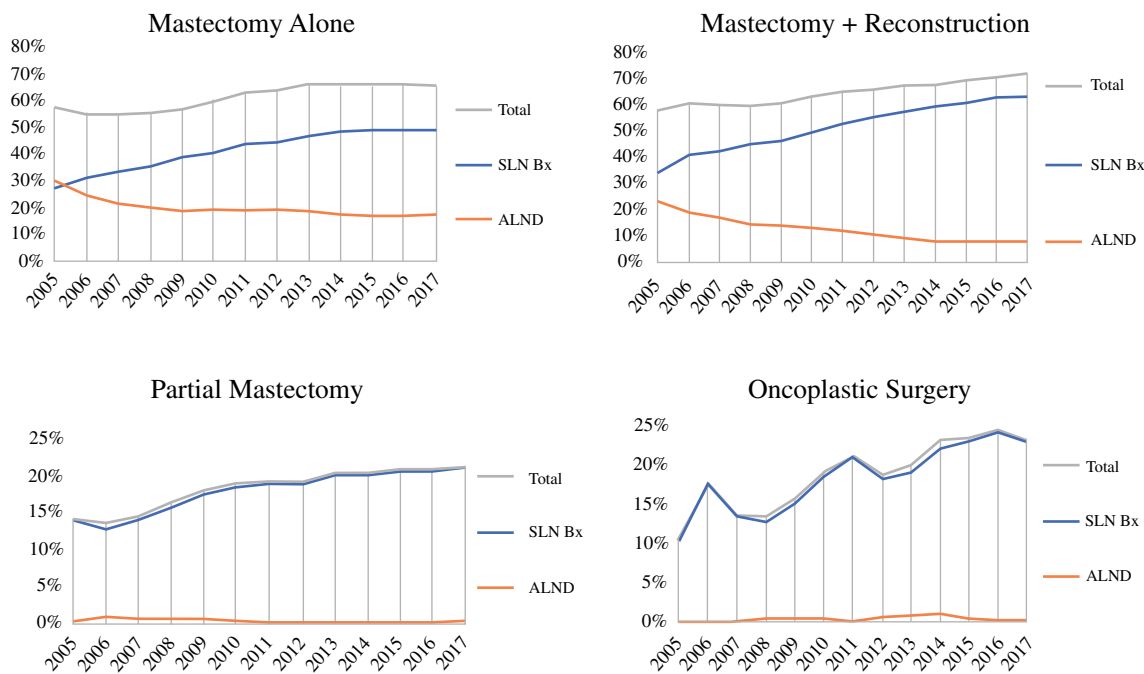 Mastectomy Alone
80%
70%
60%
50%
40%
30%
20%
10%
0%
2005 2006 2007 2008 2009 2010 2011 2012 2013 2014 2015 2016 2017
Total
SLN Bx
ALND
Mastectomy + Reconstruction
80%
70%
60%
50%
40%
30%
20%
10%
0%
2005 2006 2007 2008 2009 2010 2011 2012 2013 2014 2015 2016 2017
Total
SLN Bx
ALND
Partial Mastectomy
25%
20%
15%
10%
5%
0%
2005 2006 2007 2008 2009 2010 2011 2012 2013 2014 2015 2016 2017
Total
SLN Bx
ALND
Oncoplastic Surgery
25%
20%
15%
10%
5%
0%
2005 2006 2007 2008 2009 2010 2011 2012 2013 2014 2015 2016 2017
Total
SLN Bx
ALND